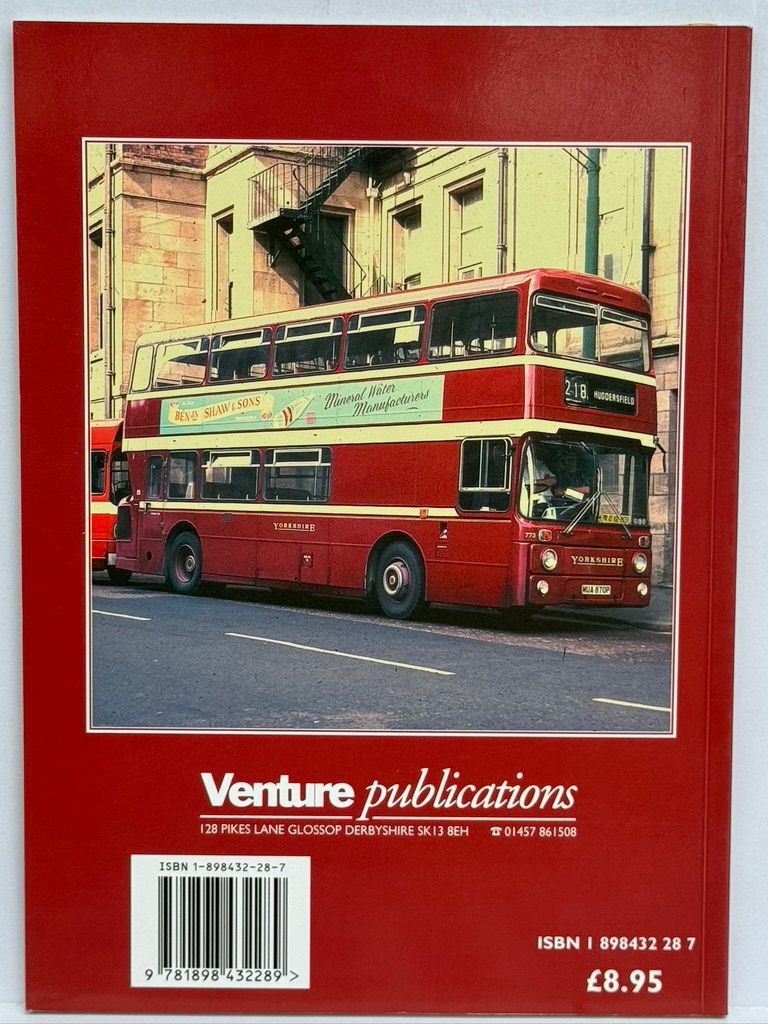 218 HUDDERSFIELD
BEN SHAW & SONS
Mineral Water
Manufacturers
YORKSHIRE
773
YORKSHIRE
MUA 870P
Venture publications
128 PIKES LANE GLOSSOP DERBYSHIRE SK13 8EH ☎ 01457 861508
ISBN 1-898432-28-7
9 781898 432289 >
ISBN 1 898432 28 7
£8.95